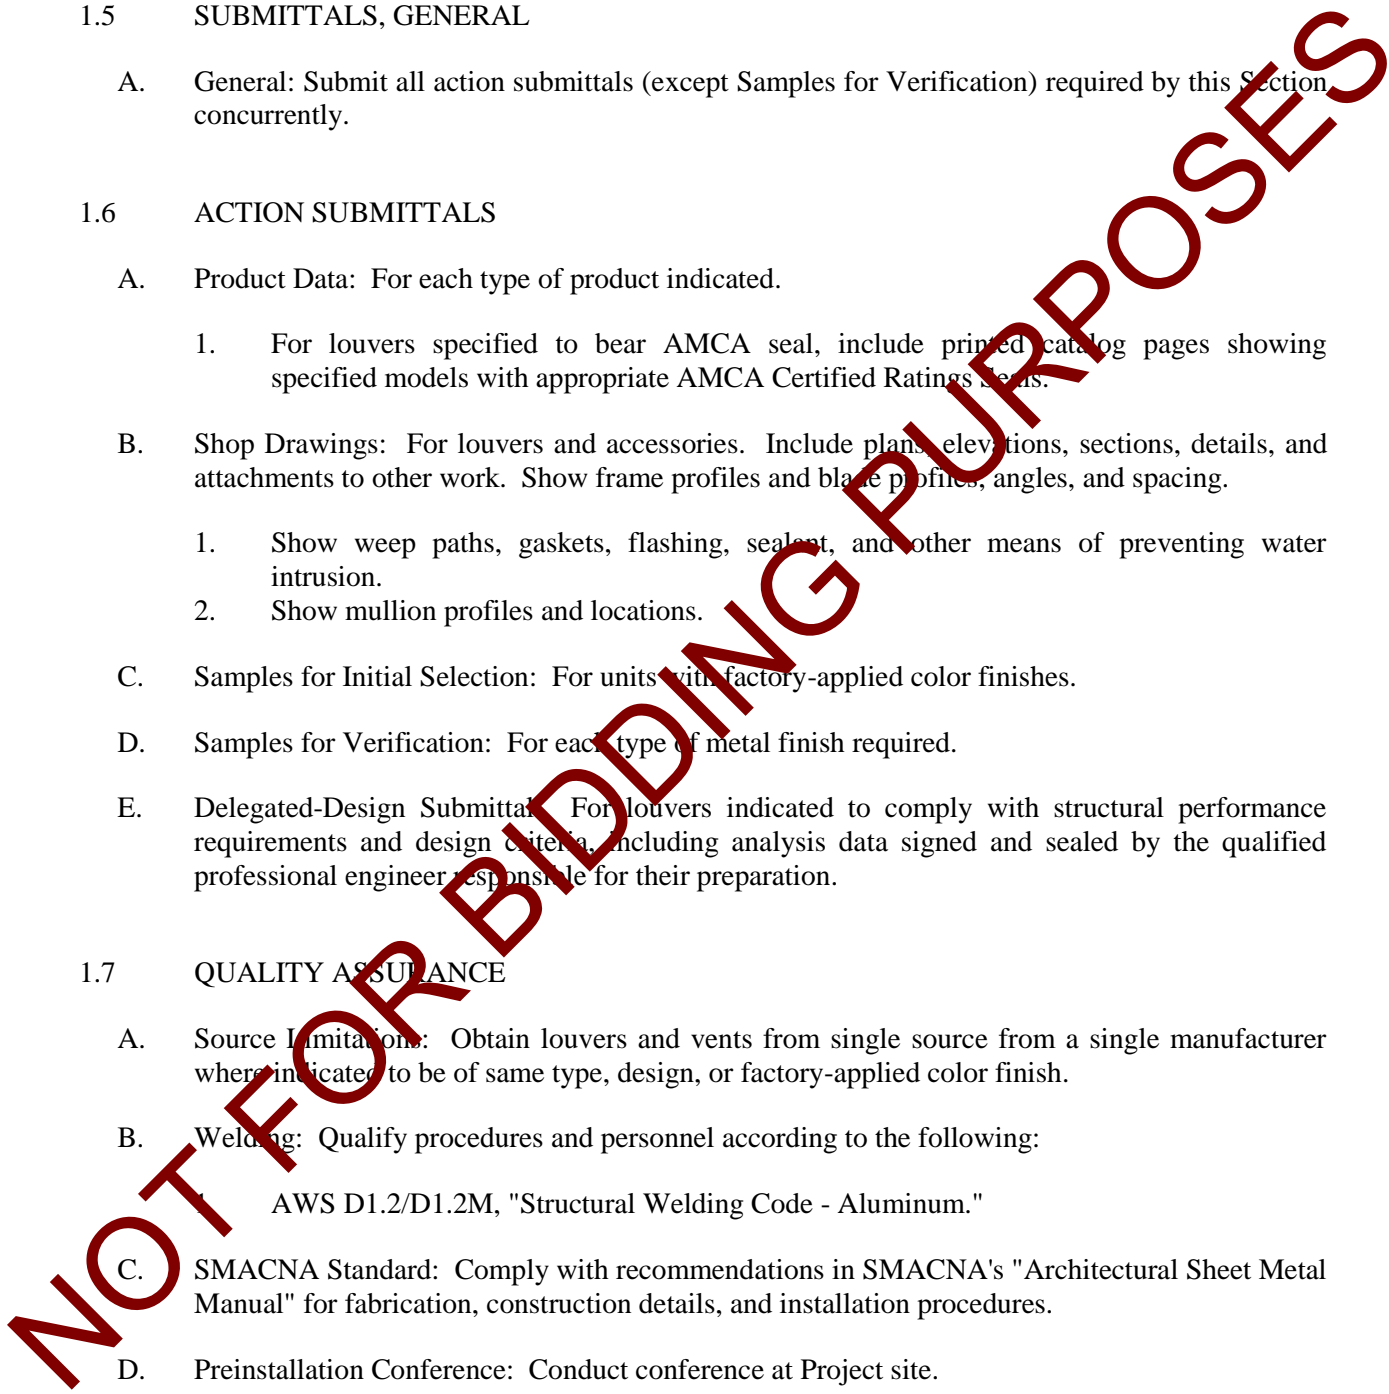 1.5 SUBMITTALS, GENERAL
A. General: Submit all action submittals (except Samples for Verification) required by this Section
concurrently.
1.6 ACTION SUBMITTALS
A. Product Data: For each type of product indicated.
1. For louvers specified to bear AMCA seal, include printed catalog pages showing
specified models with appropriate AMCA Certified Ratings Seals.
B. Shop Drawings: For louvers and accessories. Include plans, elevations, sections, details, and
attachments to other work. Show frame profiles and blade profiles, angles, and spacing.
1. Show weep paths, gaskets, flashing, sealant, and other means of preventing water
intrusion.
2. Show mullion profiles and locations.
C. Samples for Initial Selection: For units with factory-applied color finishes.
D. Samples for Verification: For each type of metal finish required.
E. Delegated-Design Submittal: For louvers indicated to comply with structural performance
requirements and design criteria, including analysis data signed and sealed by the qualified
professional engineer responsible for their preparation.
1.7 QUALITY ASSURANCE
A. Source Limitations: Obtain louvers and vents from single source from a single manufacturer
where indicated to be of same type, design, or factory-applied color finish.
B. Welding: Qualify procedures and personnel according to the following:
1. AWS D1.2/D1.2M, "Structural Welding Code - Aluminum."
C. SMACNA Standard: Comply with recommendations in SMACNA's "Architectural Sheet Metal
Manual" for fabrication, construction details, and installation procedures.
D. Preinstallation Conference: Conduct conference at Project site.
NOT FOR BIDDING PURPOSES